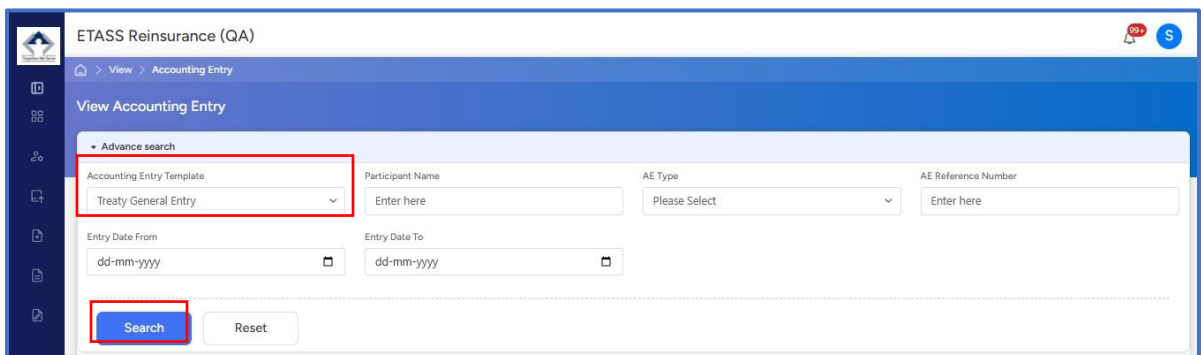 ETASS Reinsurance (QA)
99+
S
> View > Accounting Entry
View Accounting Entry
Advance search
Accounting Entry Template
Participant Name
AE Type
AE Reference Number
Treaty General Entry
Enter here
Please Select
Enter here
Entry Date From
Entry Date To
dd-mm-yyyy
dd-mm-yyyy
Search
Reset